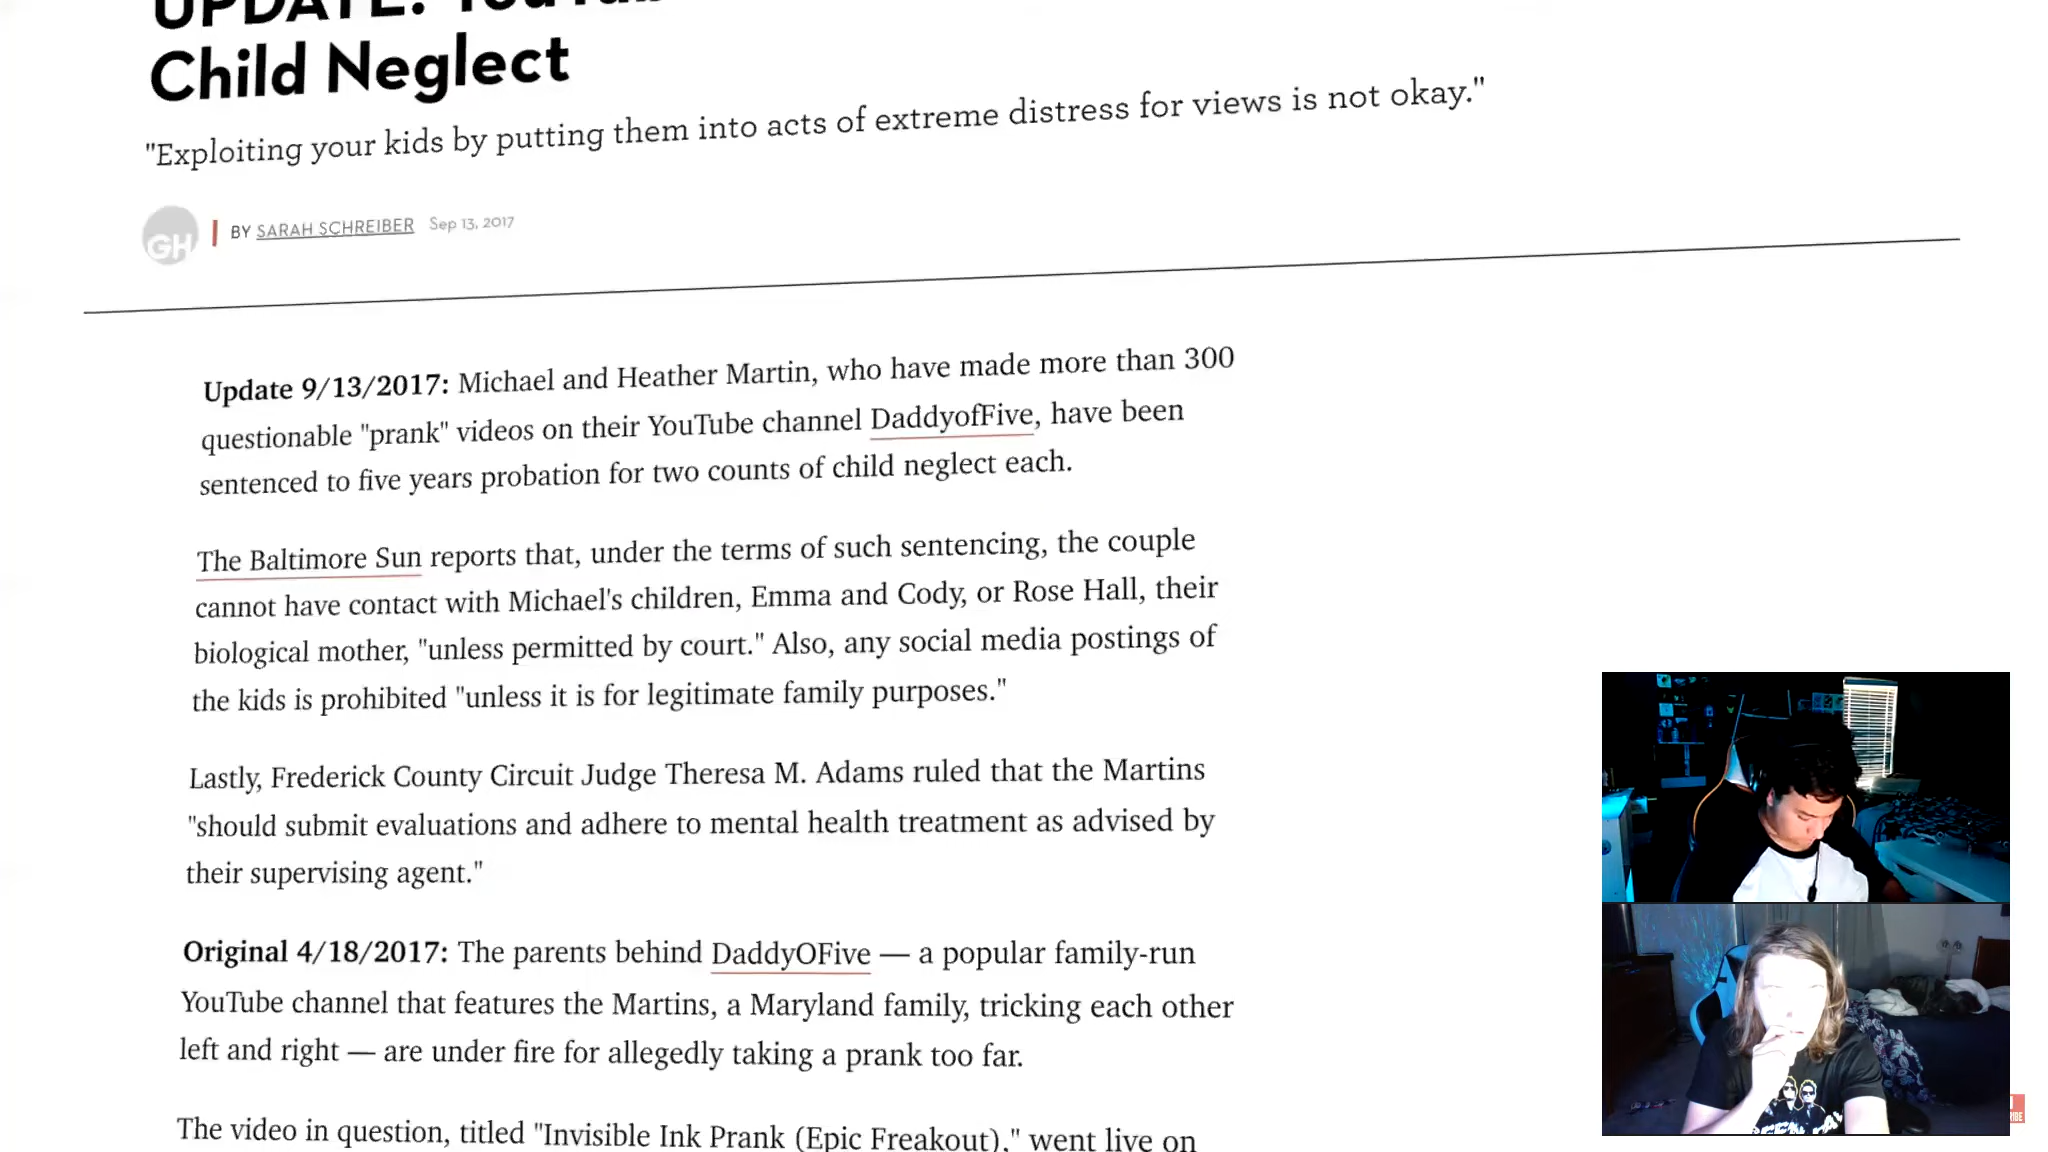 UPDATE:
Child Neglect
"Exploiting your kids by putting them into acts of extreme distress for views is not okay."
GH
BY SARAH SCHREIBER Sep 13, 2017
Update 9/13/2017: Michael and Heather Martin, who have made more than 300
questionable "prank" videos on their YouTube channel DaddyofFive, have been
sentenced to five years probation for two counts of child neglect each.
The Baltimore Sun reports that, under the terms of such sentencing, the couple
cannot have contact with Michael's children, Emma and Cody, or Rose Hall, their
biological mother, "unless permitted by court." Also, any social media postings of
the kids is prohibited "unless it is for legitimate family purposes."
Lastly, Frederick County Circuit Judge Theresa M. Adams ruled that the Martins
"should submit evaluations and adhere to mental health treatment as advised by
their supervising agent."
Original 4/18/2017: The parents behind DaddyOFive — a popular family-run
YouTube channel that features the Martins, a Maryland family, tricking each other
left and right — are under fire for allegedly taking a prank too far.
The video in question, titled "Invisible Ink Prank (Epic Freakout)," went live on